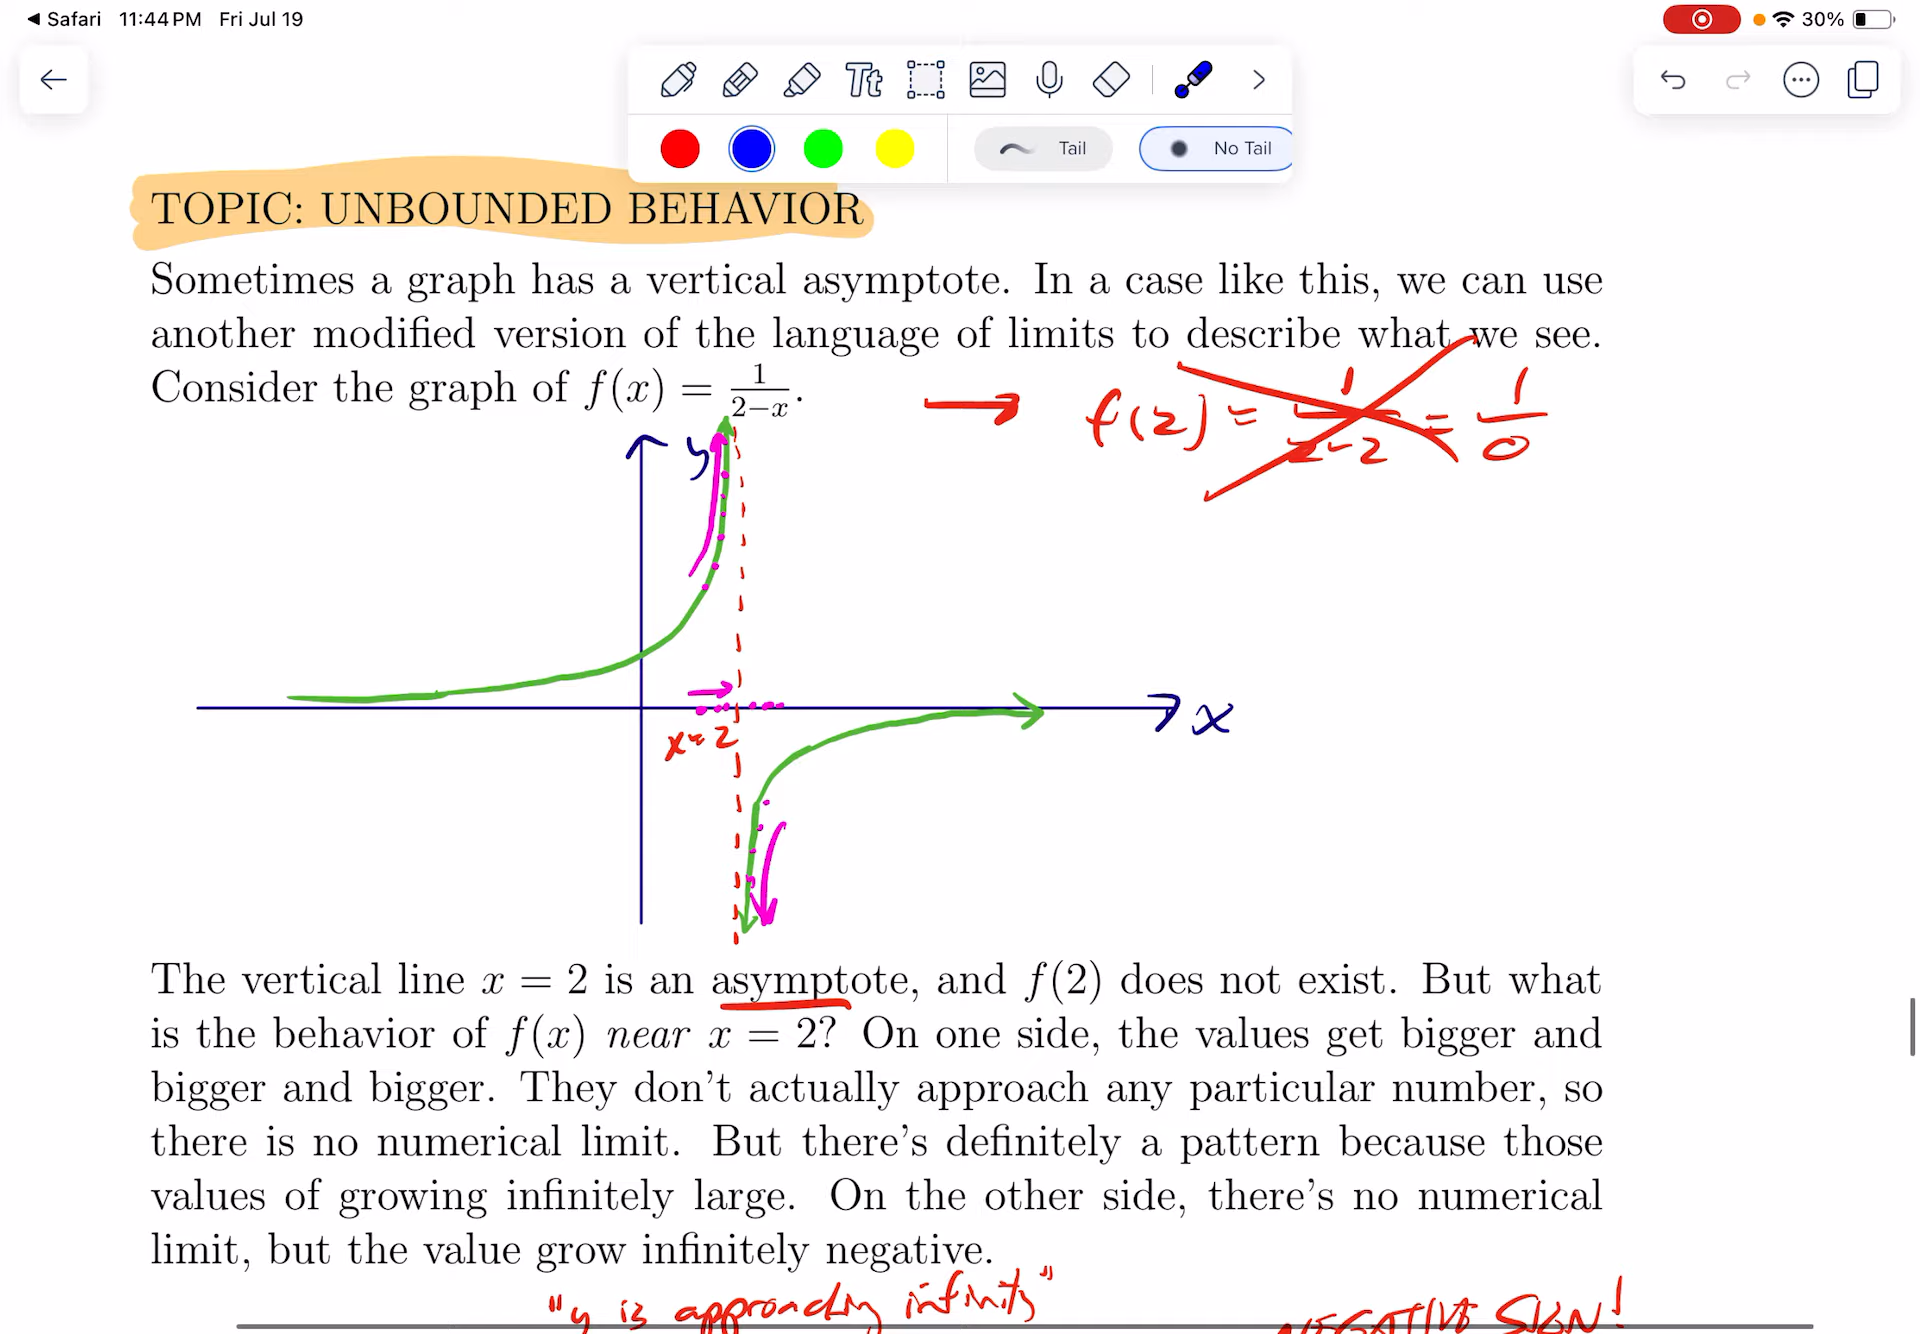 Safari 11:44 PM Fri Jul 19
30%
Tt
Tail
No Tail
TOPIC: UNBOUNDED BEHAVIOR
Sometimes a graph has a vertical asymptote. In a case like this, we can use
another modified version of the language of limits to describe what we see.
Consider the graph of f(x) = 1/(2−x).
f(2) = 1/(2-2) = 1/0
y
x
x=2
The vertical line x = 2 is an asymptote, and f(2) does not exist. But what
is the behavior of f(x) near x = 2? On one side, the values get bigger and
bigger and bigger. They don't actually approach any particular number, so
there is no numerical limit. But there's definitely a pattern because those
values of growing infinitely large. On the other side, there's no numerical
limit, but the value grow infinitely negative.
"y is approaching infinity"
NEGATIVE SIGN!